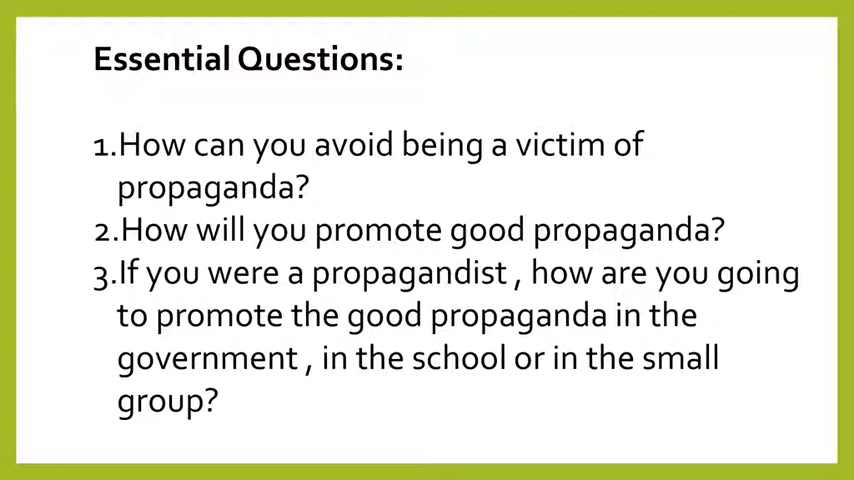 Essential Questions:
1.How can you avoid being a victim of
propaganda?
2.How will you promote good propaganda?
3.If you were a propagandist , how are you going
to promote the good propaganda in the
government , in the school or in the small
group?